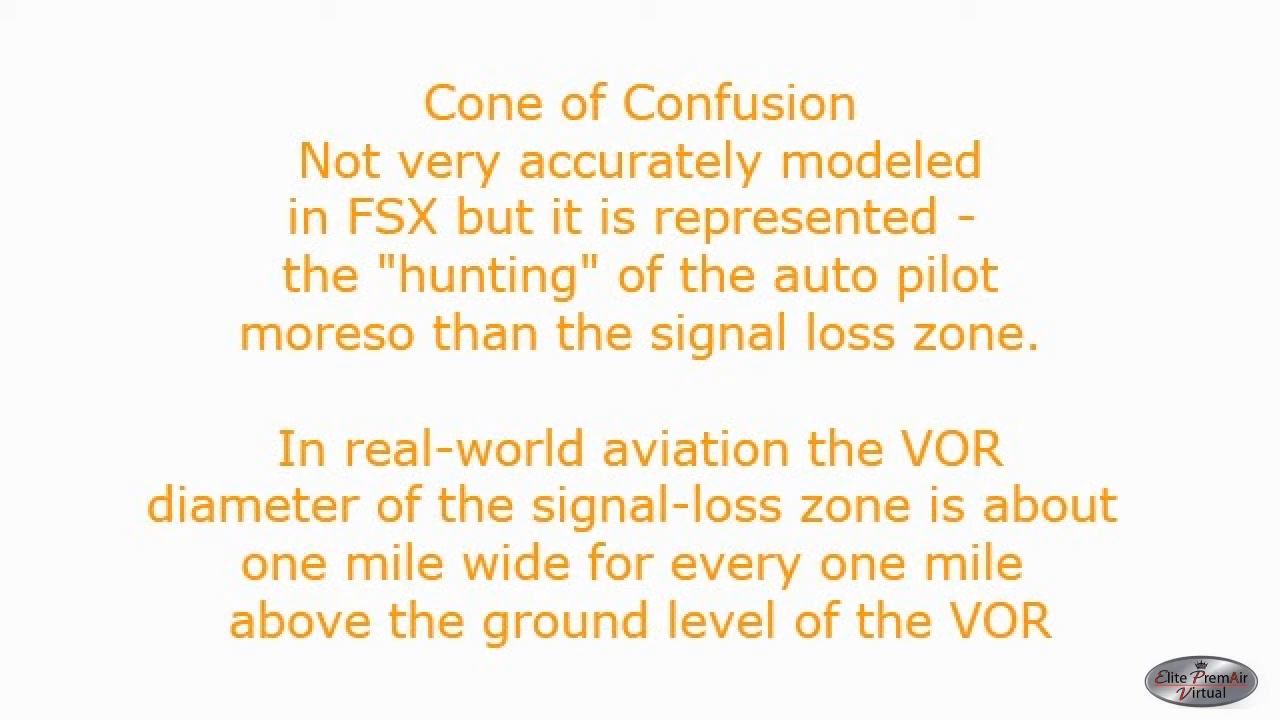 Cone of Confusion
Not very accurately modeled
in FSX but it is represented -
the "hunting" of the auto pilot
moreso than the signal loss zone.
In real-world aviation the VOR
diameter of the signal-loss zone is about
one mile wide for every one mile
above the ground level of the VOR
Elite PremAir
Virtual